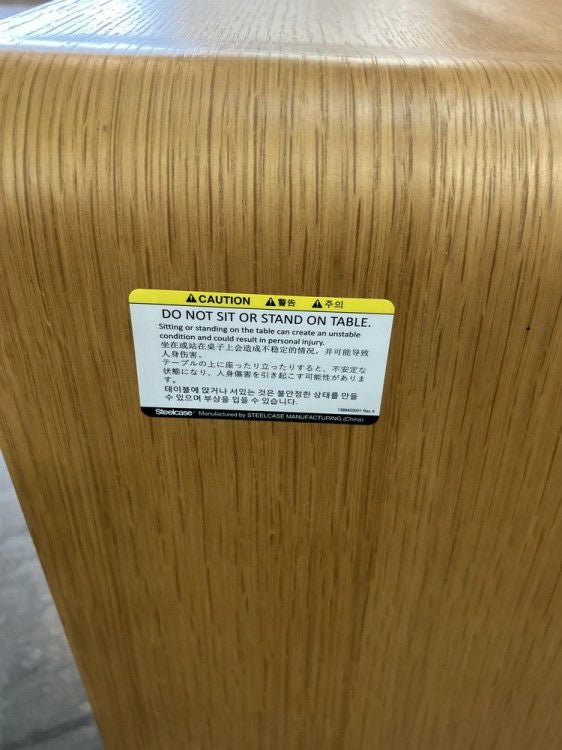 ⚠CAUTION ⚠警告 ⚠주의
DO NOT SIT OR STAND ON TABLE.
Sitting or standing on the table can create an unstable
condition and could result in personal injury.
坐在或站在桌子上会造成不稳定的情况，并可能导致
人身伤害。
テーブルの上に座ったり立ったりすると、不安定な
状態になり、人身傷害を引き起こす可能性がありま
す。
테이블에 앉거나 서있는 것은 불안정한 상태를 만들
수 있으며 부상을 입을 수 있습니다.
Steelcase Manufactured by STEELCASE MANUFACTURING (China)